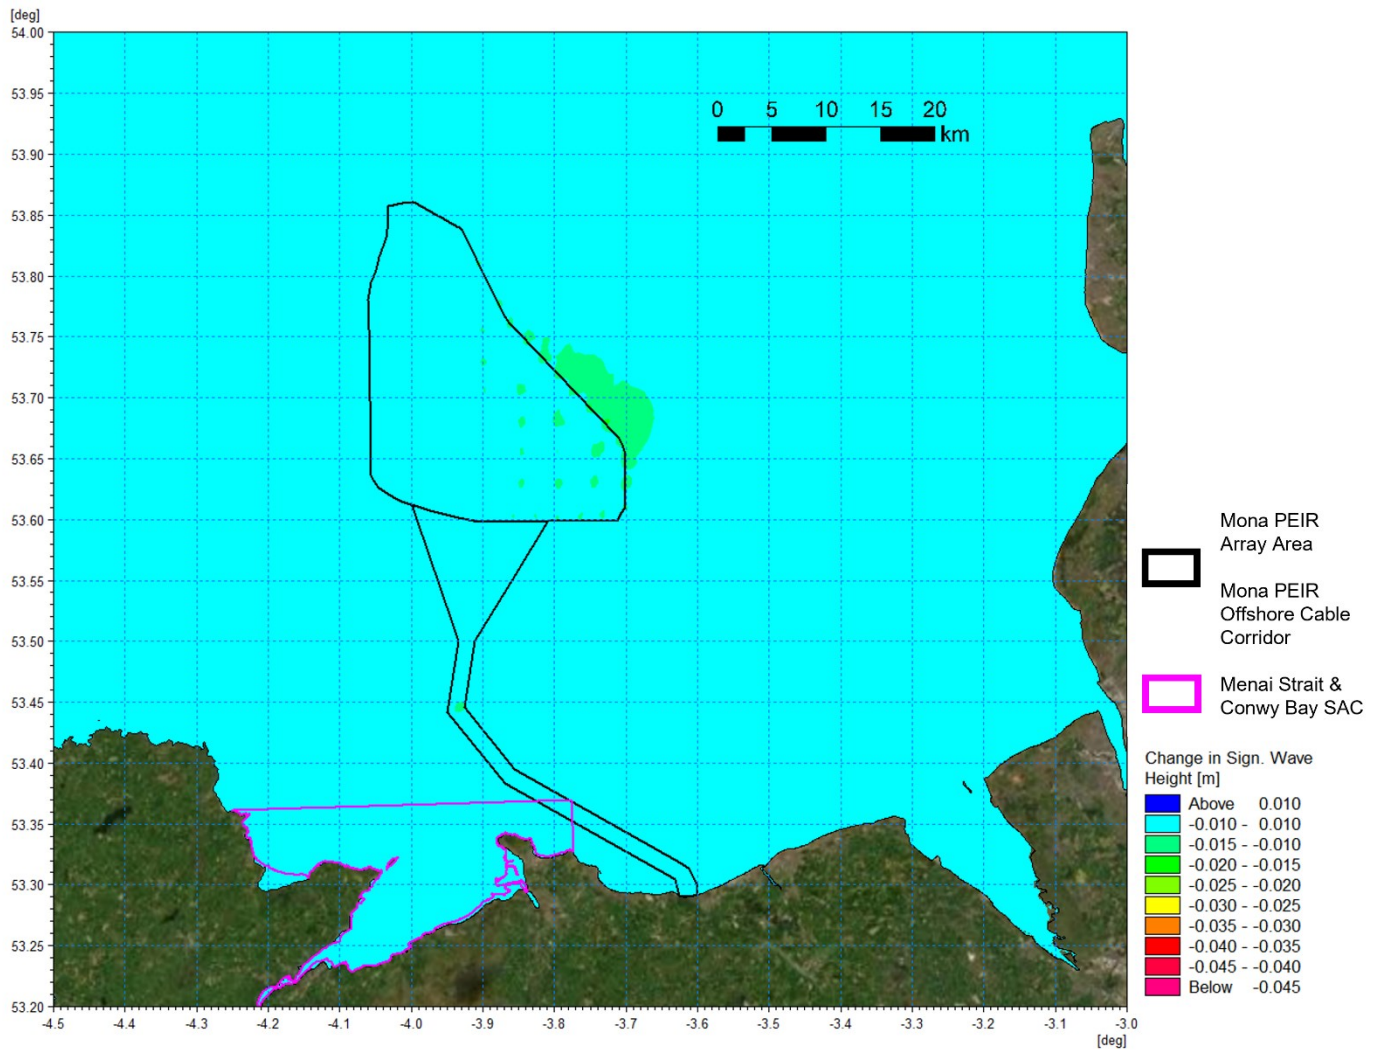 [deg]
54.00
53.95
53.90
53.85
53.80
53.75
53.70
53.65
53.60
53.55
53.50
53.45
53.40
53.35
53.30
53.25
53.20
0 5 10 15 20
km
-4.5 -4.4 -4.3 -4.2 -4.1 -4.0 -3.9 -3.8 -3.7 -3.6 -3.5 -3.4 -3.3 -3.2 -3.1 -3.0
[deg]
Mona PEIR
Array Area
Mona PEIR
Offshore Cable
Corridor
Menai Strait &
Conwy Bay SAC
Change in Sign. Wave
Height [m]
Above 0.010
-0.010 - 0.010
-0.015 - -0.010
-0.020 - -0.015
-0.025 - -0.020
-0.030 - -0.025
-0.035 - -0.030
-0.040 - -0.035
-0.045 - -0.040
Below -0.045